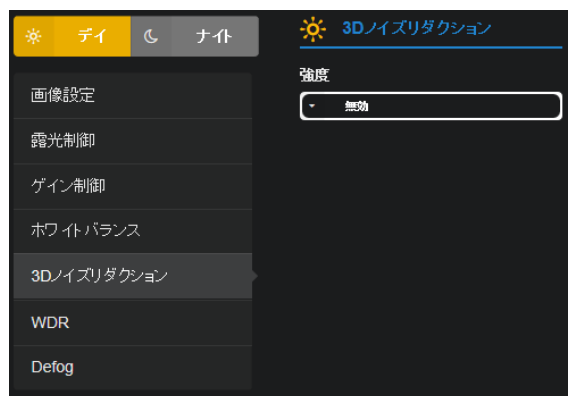 デイ ナイト
画像設定
露光制御
ゲイン制御
ホワイトバランス
3Dノイズリダクション
WDR
Defog
3Dノイズリダクション
強度
無効